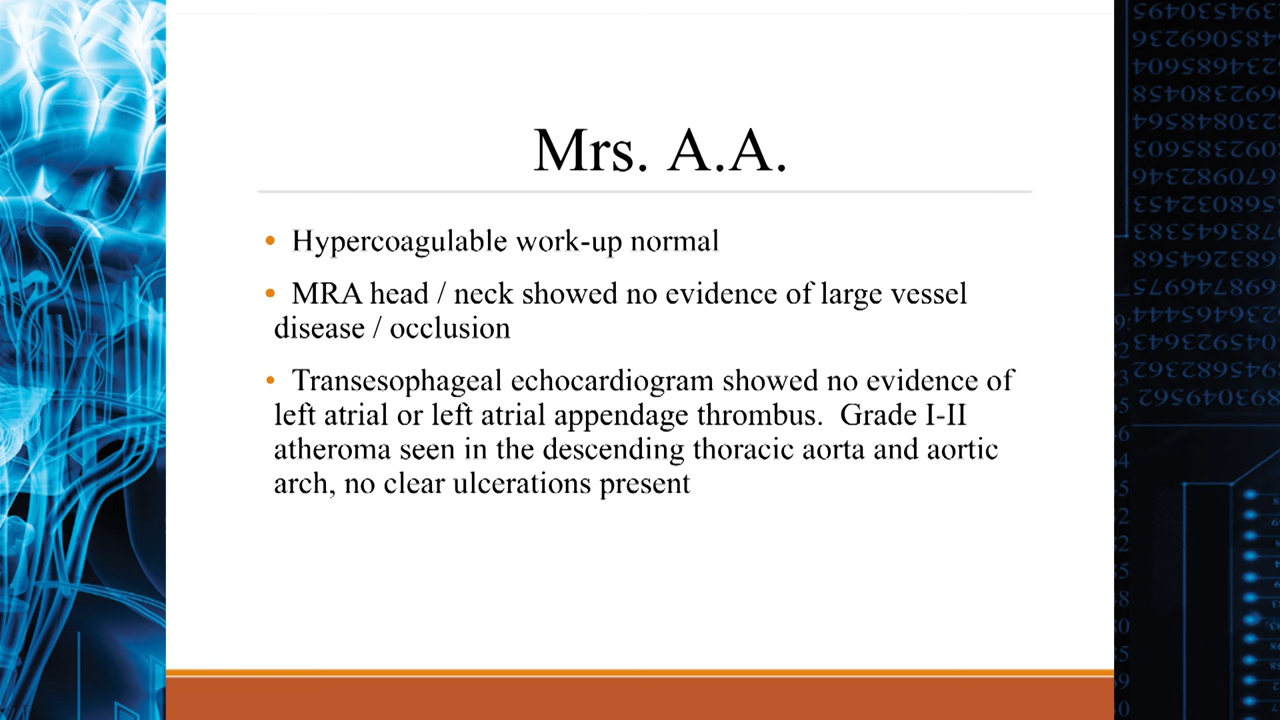 Mrs. A.A.
• Hypercoagulable work-up normal
• MRA head / neck showed no evidence of large vessel
disease / occlusion
• Transesophageal echocardiogram showed no evidence of
left atrial or left atrial appendage thrombus.  Grade I-II
atheroma seen in the descending thoracic aorta and aortic
arch, no clear ulcerations present